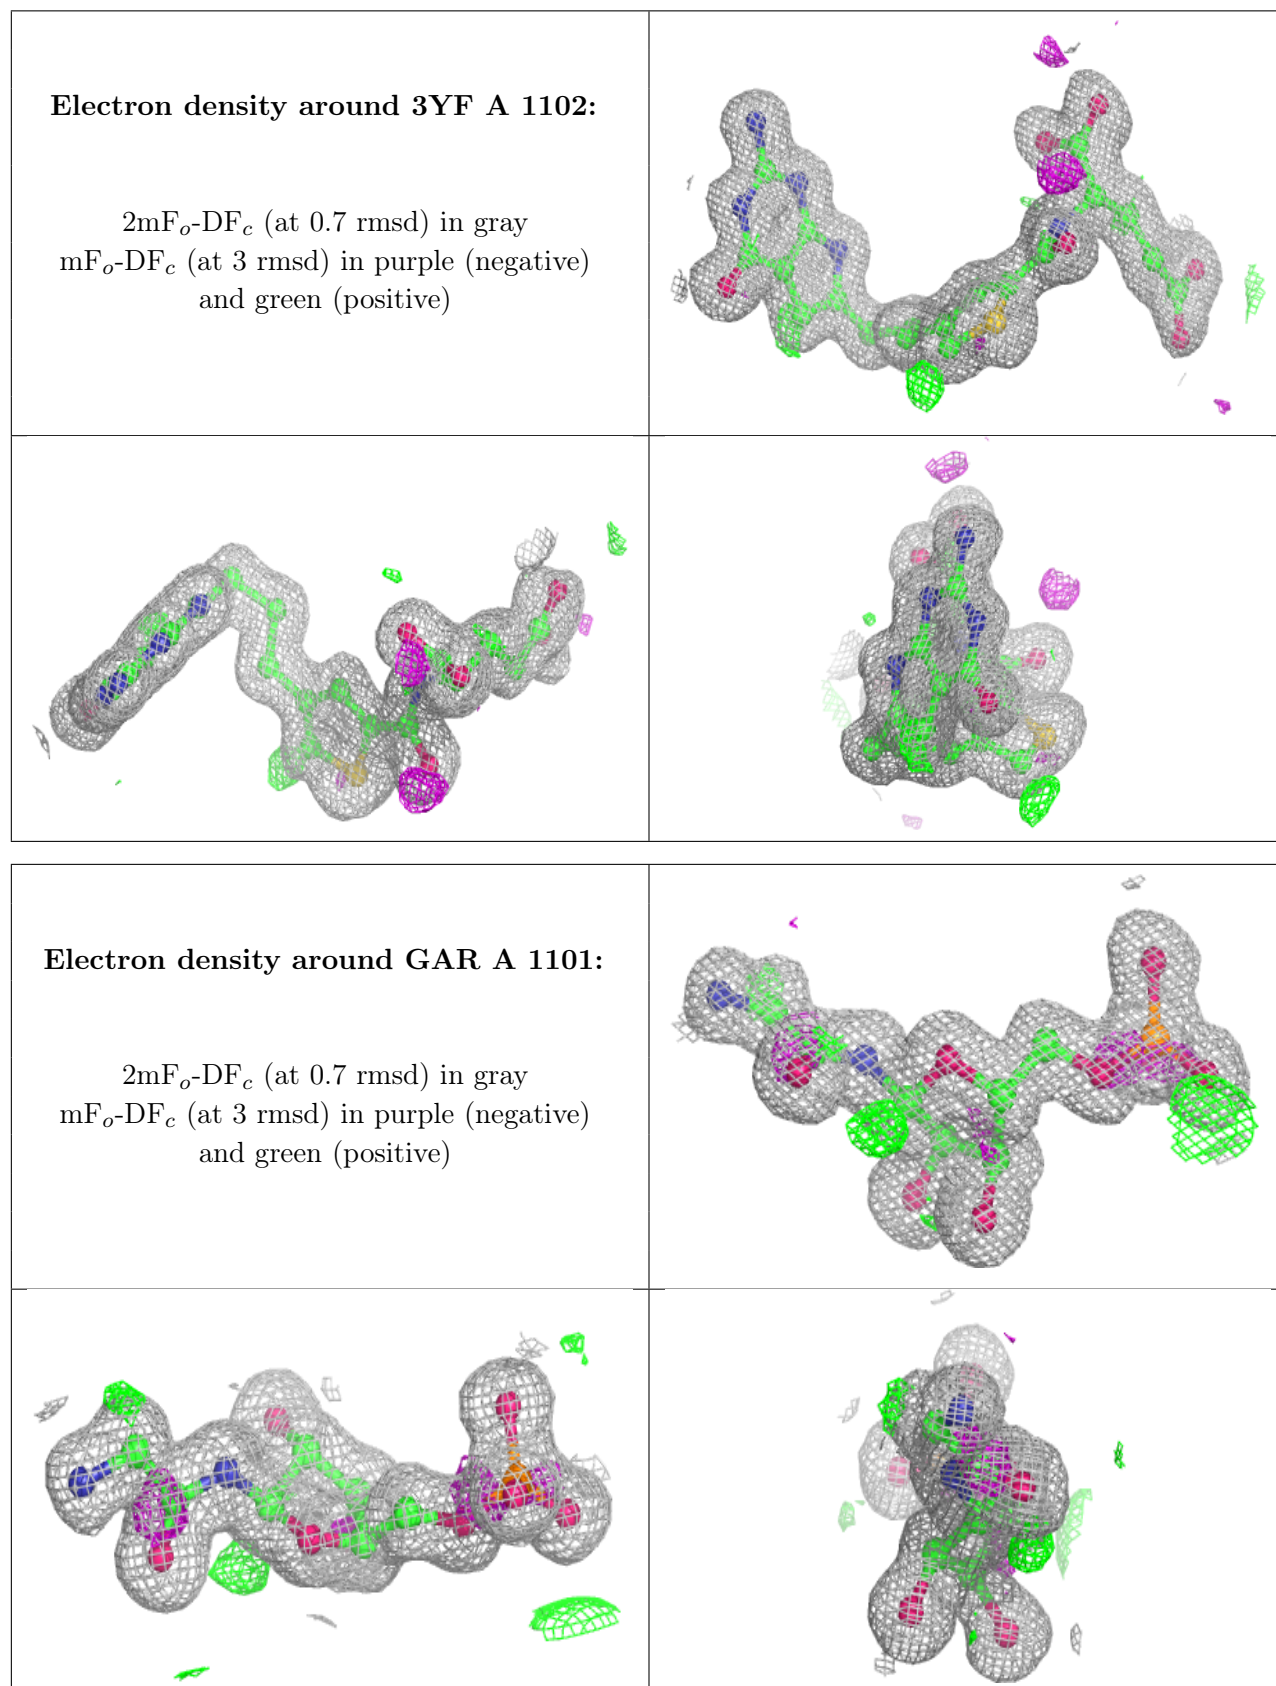 Electron density around 3YF A 1102:
2mFo-DFc (at 0.7 rmsd) in gray
mFo-DFc (at 3 rmsd) in purple (negative)
and green (positive)
Electron density around GAR A 1101:
2mFo-DFc (at 0.7 rmsd) in gray
mFo-DFc (at 3 rmsd) in purple (negative)
and green (positive)